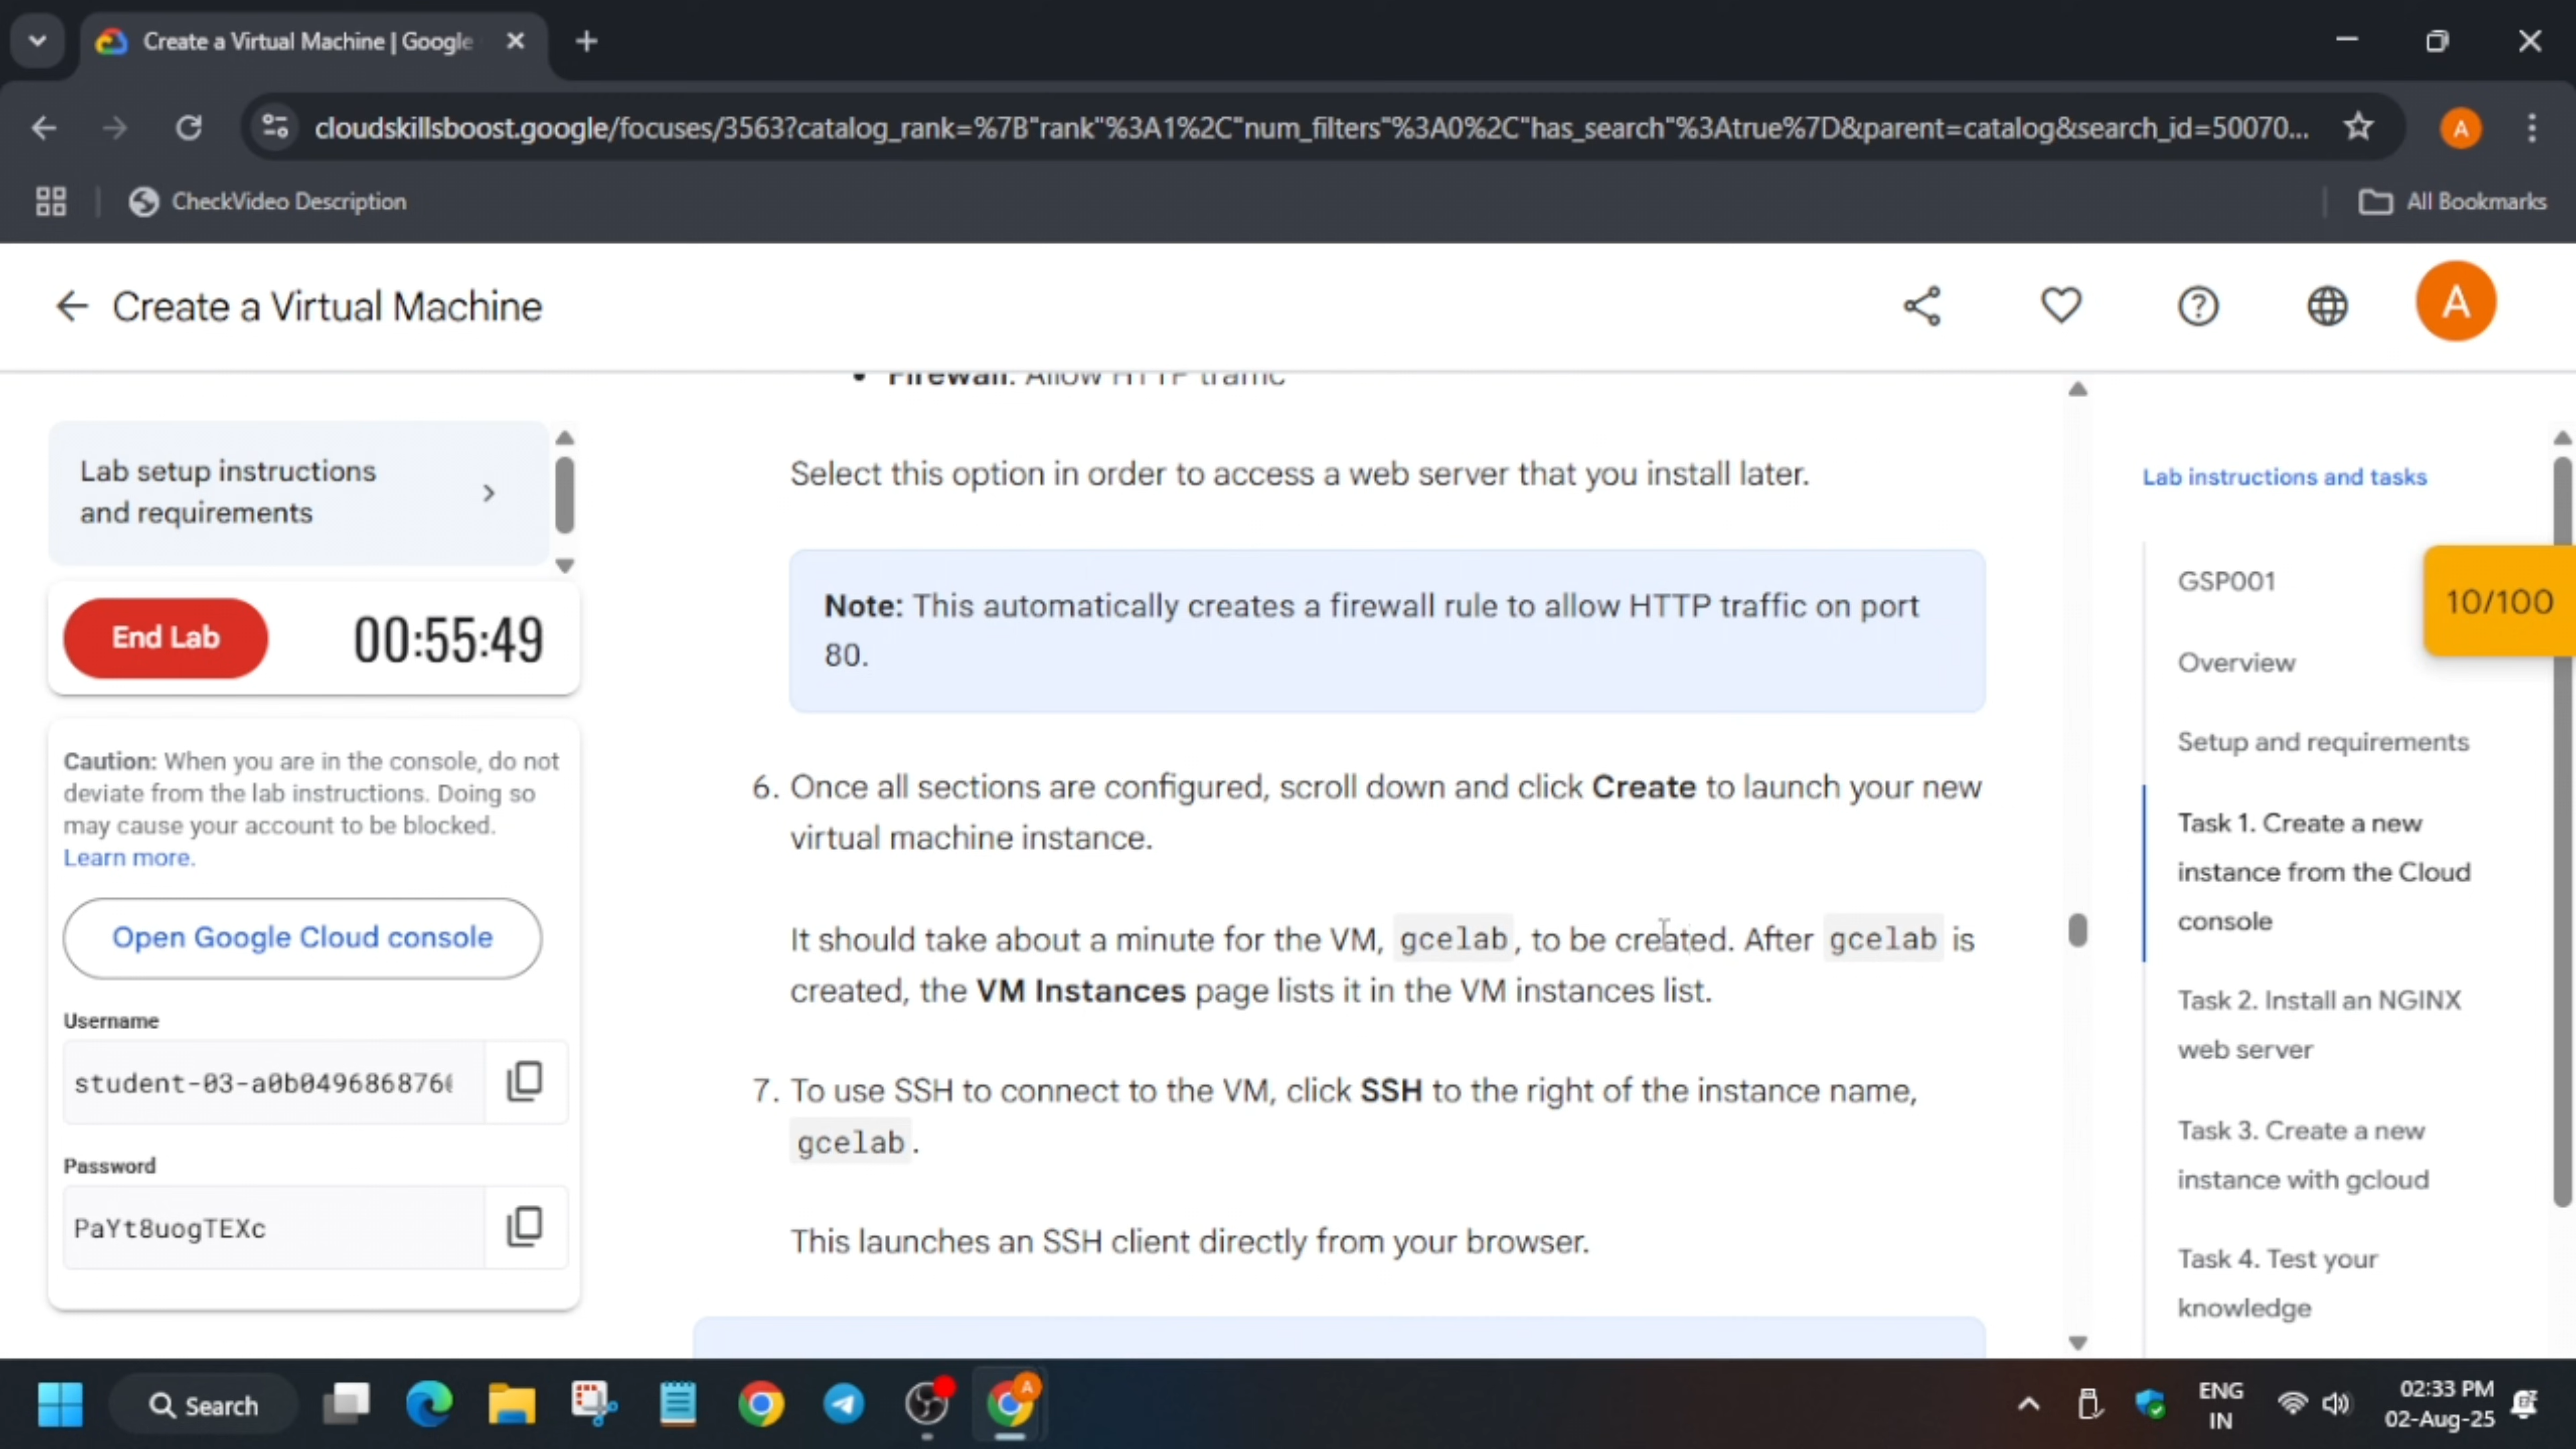 Create a Virtual Machine | Google
cloudskillsboost.google/focuses/3563?catalog_rank=%7B"rank"%3A1%2C"num_filters"%3A0%2C"has_search"%3Atrue%7D&parent=catalog&search_id=50070...
A
CheckVideo Description
All Bookmarks
Create a Virtual Machine
A
Lab setup instructions
and requirements
End Lab
00:55:49
Caution: When you are in the console, do not
deviate from the lab instructions. Doing so
may cause your account to be blocked.
Learn more.
Open Google Cloud console
Username
student-03-a0b049686876
Password
PaYt8uogTEXc
• Firewall: Allow HTTP traffic
Select this option in order to access a web server that you install later.
Note: This automatically creates a firewall rule to allow HTTP traffic on port
80.
6. Once all sections are configured, scroll down and click Create to launch your new
virtual machine instance.
It should take about a minute for the VM, gcelab, to be created. After gcelab is
created, the VM Instances page lists it in the VM instances list.
7. To use SSH to connect to the VM, click SSH to the right of the instance name,
gcelab.
This launches an SSH client directly from your browser.
Lab instructions and tasks
10/100
GSP001
Overview
Setup and requirements
Task 1. Create a new
instance from the Cloud
console
Task 2. Install an NGINX
web server
Task 3. Create a new
instance with gcloud
Task 4. Test your
knowledge
Search
A
ENG
IN
02:33 PM
02-Aug-25